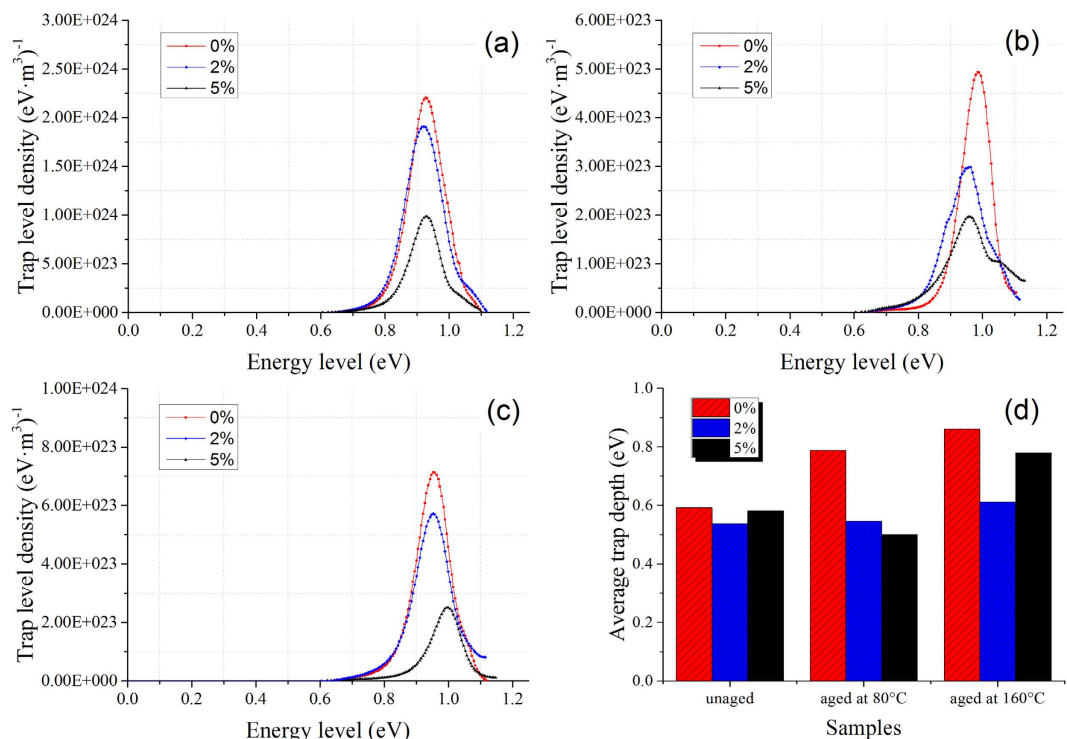 (a)
Trap level density (eV·m³)⁻¹
3.00E+024
2.50E+024
2.00E+024
1.50E+024
1.00E+024
5.00E+023
0.00E+000
0%
2%
5%
0.0 0.2 0.4 0.6 0.8 1.0 1.2
Energy level (eV)
(b)
Trap level density (eV·m³)⁻¹
6.00E+023
5.00E+023
4.00E+023
3.00E+023
2.00E+023
1.00E+023
0.00E+000
0%
2%
5%
0.0 0.2 0.4 0.6 0.8 1.0 1.2
Energy level (eV)
(c)
Trap level density (eV·m³)⁻¹
1.00E+024
8.00E+023
6.00E+023
4.00E+023
2.00E+023
0.00E+000
0%
2%
5%
0.0 0.2 0.4 0.6 0.8 1.0 1.2
Energy level (eV)
(d)
Average trap depth (eV)
1.0
0.8
0.6
0.4
0.2
0.0
0%
2%
5%
unaged aged at 80°C aged at 160°C
Samples